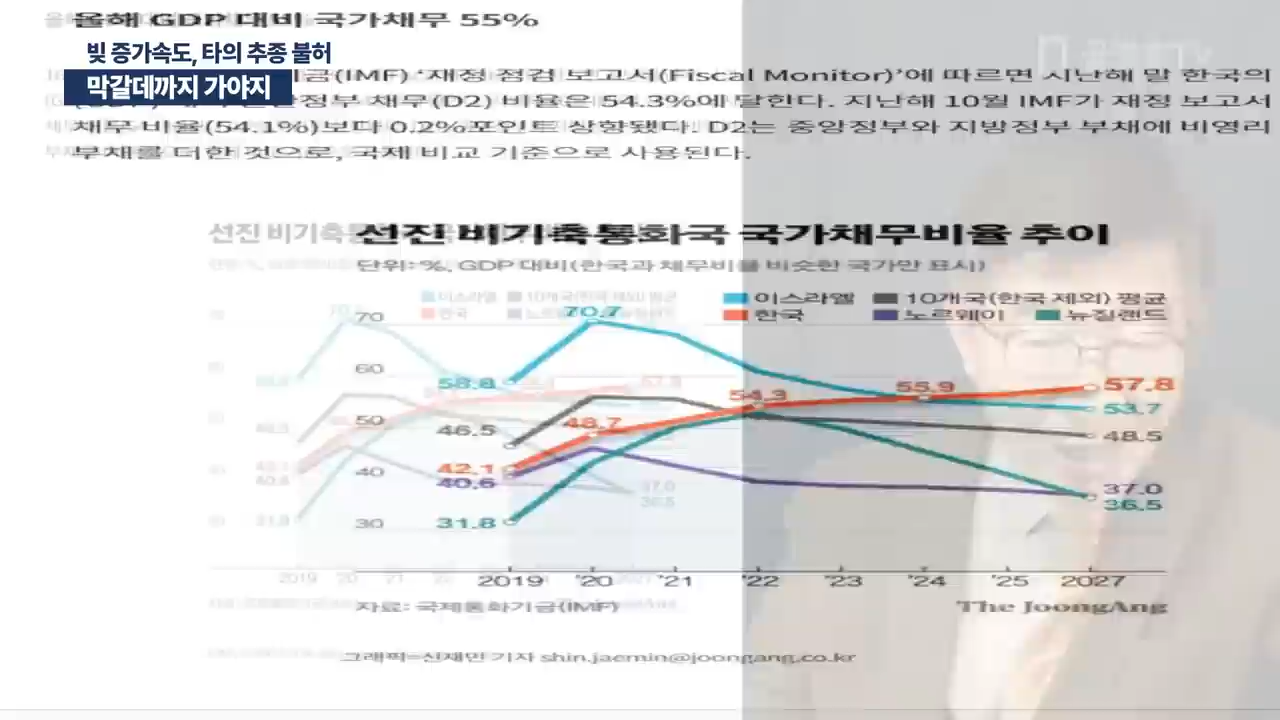 올해 GDP 대비 국가채무 55%
빚 증가속도, 타의 추종 불허
막갈데까지 가야지
금(IMF) ‘재정 점검 보고서(Fiscal Monitor)’에 따르면 시난해 말 한국의
정부 채무(D2) 비율은 54.3%에 달한다. 지난해 10월 IMF가 재정 보고서
채무 비율(54.1%)보다 0.2%포인트 상향됐다. D2는 중앙정부와 지방정부 부채에 비영리
부채를 더한 것으로, 국제 비교 기준으로 사용된다.
선진 비기축통화국 국가채무비율 추이
단위: %, GDP 대비(한국과 채무비율 비슷한 국가만 표시)
이스라엘 10개국(한국 제외) 평균
한국 노르웨이 뉴질랜드
70 70.7
60
58.8 54.3 55.9 57.8
53.7
50 46.5 48.7 48.5
40 42.1
40.6 37.0
36.5
30 31.8
2019 '20 '21 '22 '23 '24 '25 2027
자료: 국제통화기금(IMF) The JoongAng
그래픽=신재민 기자 shin.jaemin@joongang.co.kr